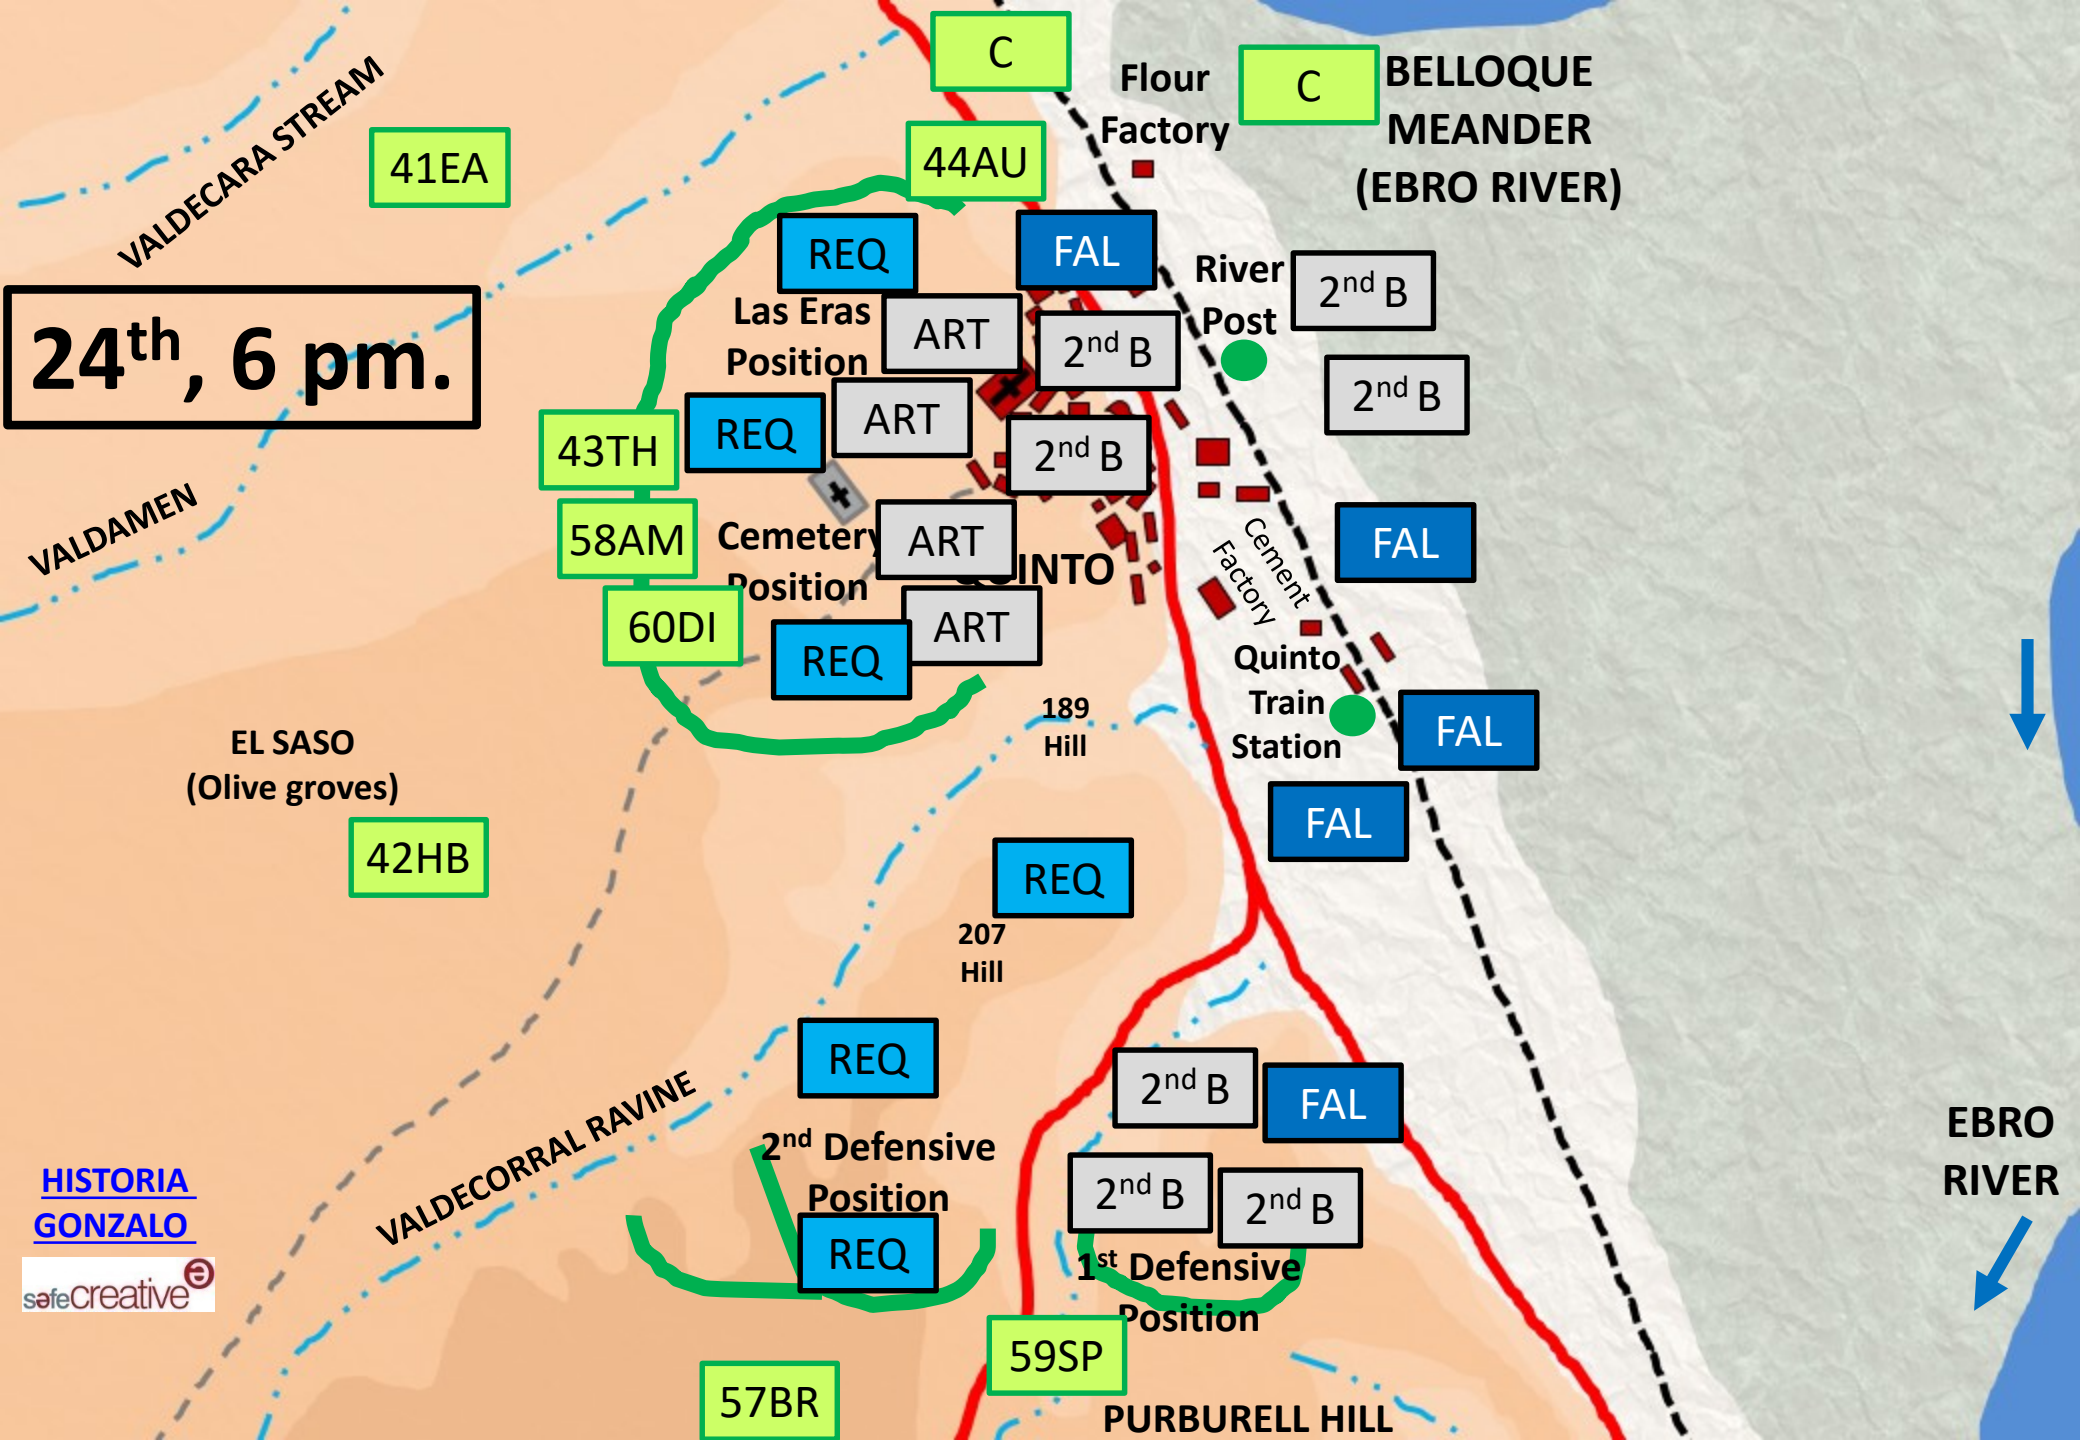 C
Flour
Factory
C
BELLOQUE
MEANDER
(EBRO RIVER)
VALDECARA STREAM
41EA
44AU
REQ
FAL
River
Post
2nd B
24th, 6 pm.
Las Eras
Position
ART
2nd B
2nd B
43TH
REQ
ART
2nd B
VALDAMEN
58AM
Cemetery
Position
ART
INTO
Cement
Factory
FAL
60DI
REQ
ART
Quinto
Train
Station
FAL
189
Hill
EL SASO
(Olive groves)
FAL
42HB
REQ
207
Hill
REQ
2nd B
FAL
VALDECORRAL RAVINE
2nd Defensive
Position
REQ
2nd B
2nd B
1st Defensive
Position
EBRO
RIVER
HISTORIA
GONZALO
safeCreative
59SP
57BR
PURBURELL HILL